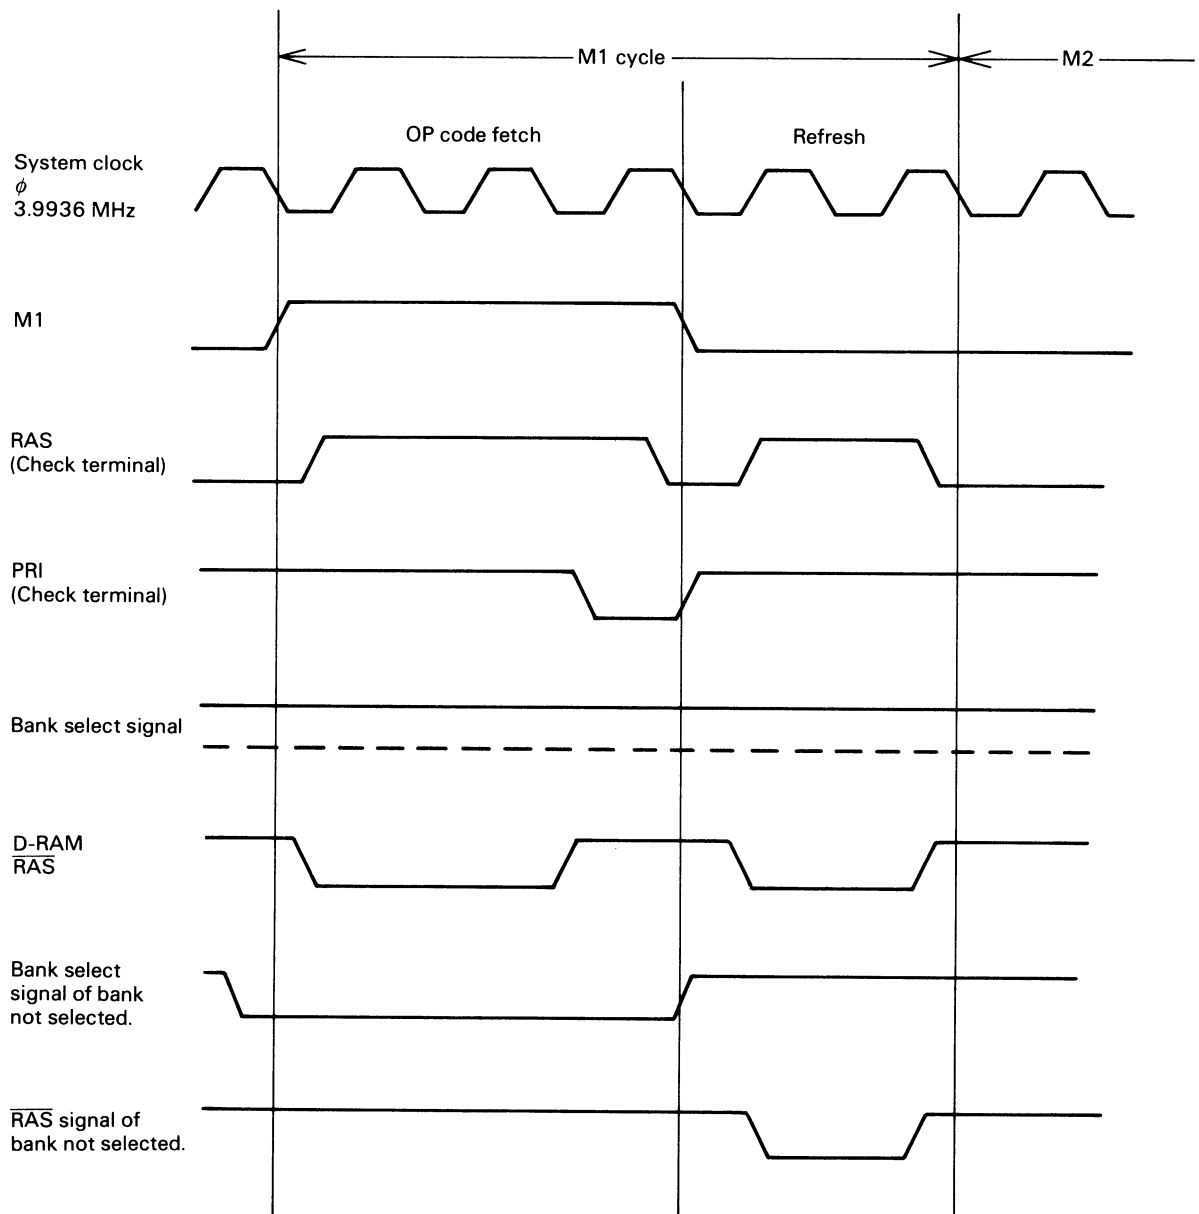 M1 cycle
M2
OP code fetch
Refresh
System clock
ϕ
3.9936 MHz
M1
RAS
(Check terminal)
PRI
(Check terminal)
Bank select signal
D-RAM
RAS
Bank select
signal of bank
not selected.
RAS signal of
bank not selected.